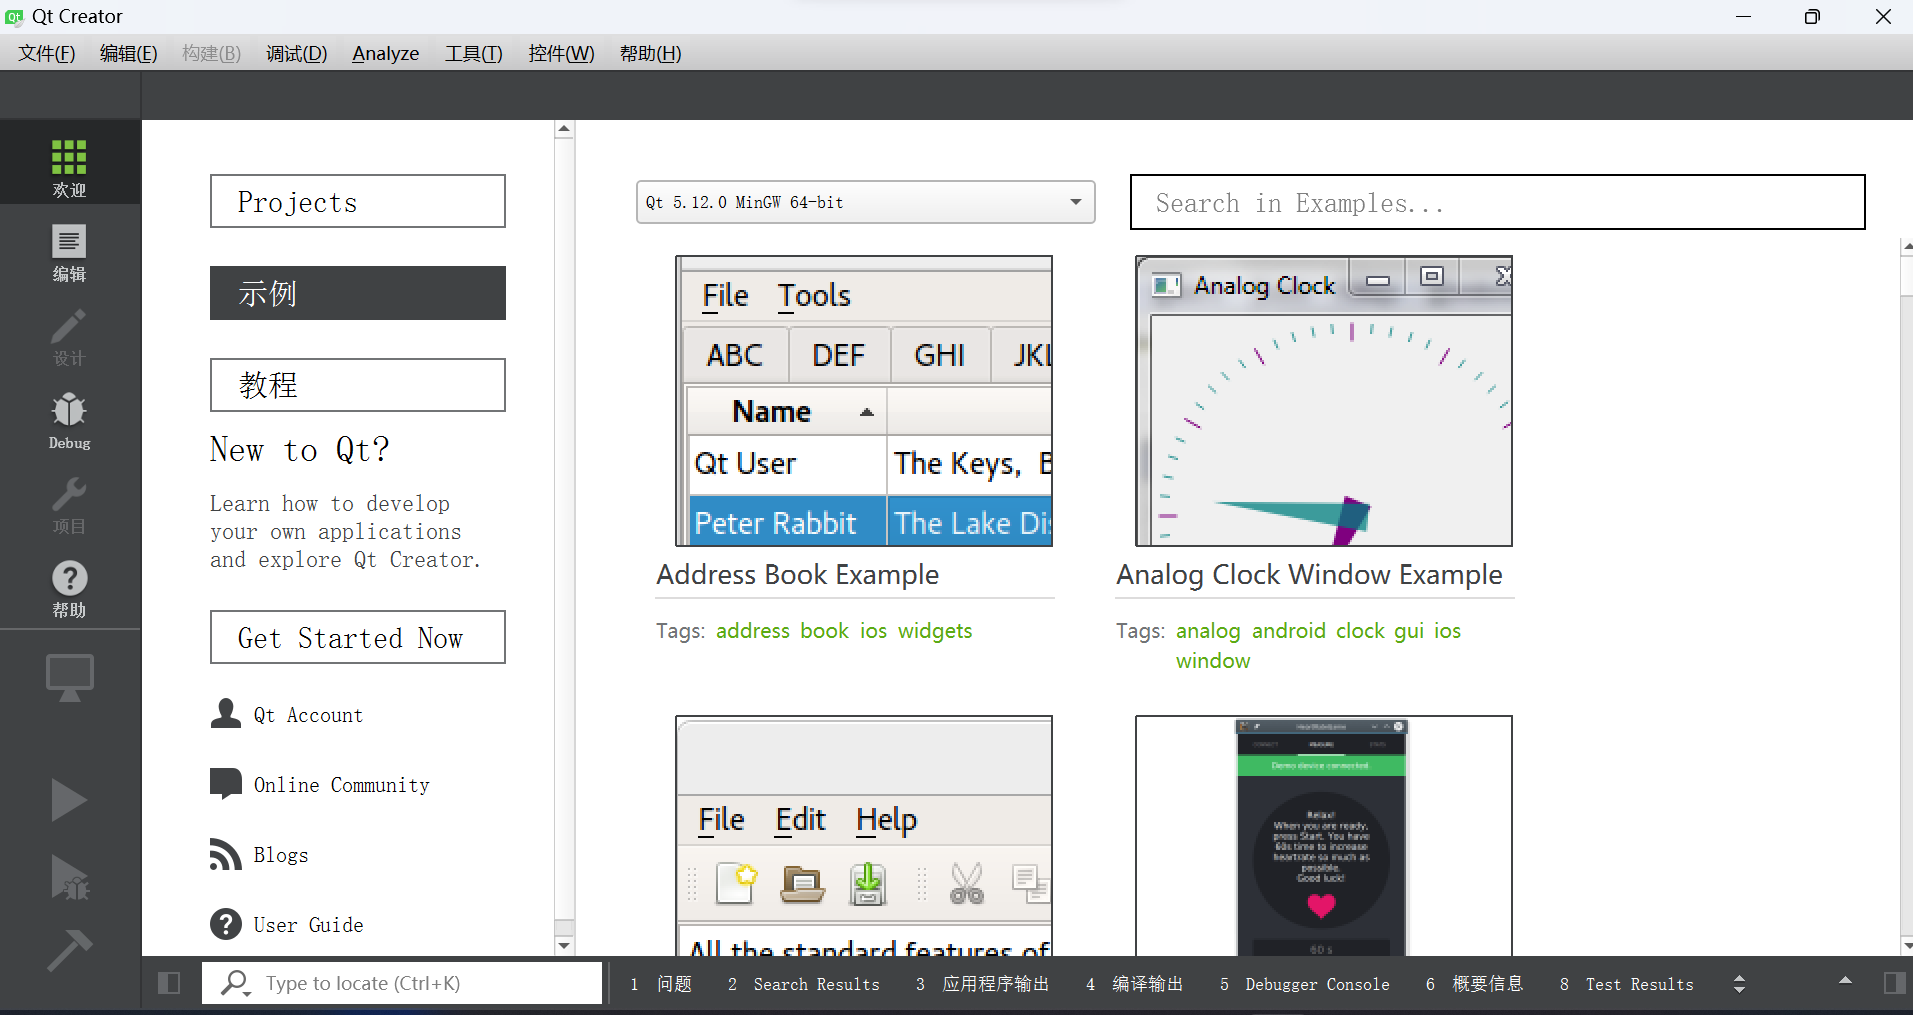 Qt Creator
文件(F) 编辑(E) 构建(B) 调试(D) Analyze 工具(T) 控件(W) 帮助(H)
欢迎
编辑
设计
Debug
项目
帮助
Projects
示例
教程
New to Qt?
Learn how to develop
your own applications
and explore Qt Creator.
Get Started Now
Qt Account
Online Community
Blogs
User Guide
Qt 5.12.0 MinGW 64-bit
Search in Examples...
File Tools
ABC DEF GHI JKL
Name
Qt User The Keys,
Peter Rabbit The Lake Dis
Address Book Example
Tags: address book ios widgets
Analog Clock
Analog Clock Window Example
Tags: analog android clock gui ios
window
File Edit Help
All the standard features of
CONNECT MEASURE STATS
Demo device connected.
Relax!
When you are ready,
press Start. You have
60s time to increase
heartrate so much as
possible.
Good luck!
60 s
Type to locate (Ctrl+K)
1 问题 2 Search Results 3 应用程序输出 4 编译输出 5 Debugger Console 6 概要信息 8 Test Results